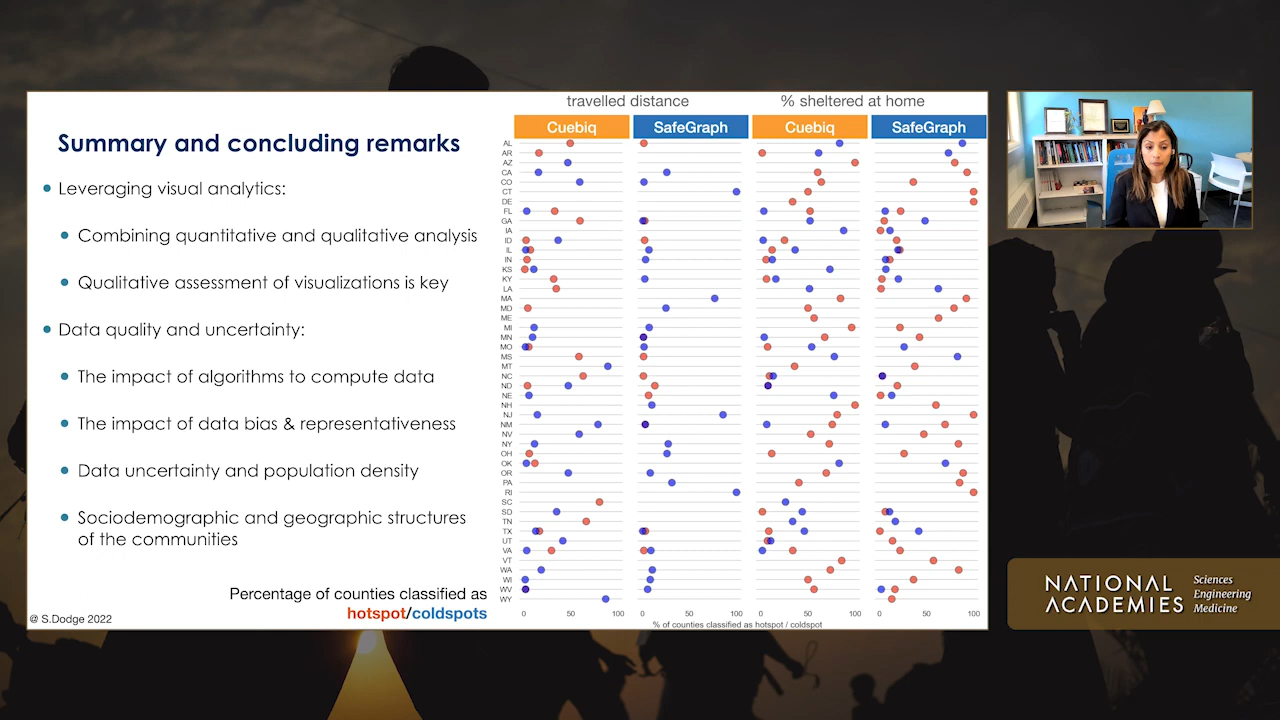 Summary and concluding remarks
Leveraging visual analytics:
Combining quantitative and qualitative analysis
Qualitative assessment of visualizations is key
Data quality and uncertainty:
The impact of algorithms to compute data
The impact of data bias & representativeness
Data uncertainty and population density
Sociodemographic and geographic structures
of the communities
Percentage of counties classified as
hotspot/coldspots
@ S.Dodge 2022
travelled distance
% sheltered at home
Cuebiq
SafeGraph
Cuebiq
SafeGraph
AL
AR
AZ
CA
CO
CT
DE
FL
GA
IA
ID
IL
IN
KS
KY
LA
MA
MD
ME
MI
MN
MO
MS
MT
NC
ND
NE
NH
NJ
NM
NV
NY
OH
OK
OR
PA
RI
SC
SD
TN
TX
UT
VA
VT
WA
WI
WV
WY
0 50 100 0 50 100 0 50 100 0 50 100
% of counties classified as hotspot / coldspot
NATIONAL
ACADEMIES
Sciences
Engineering
Medicine